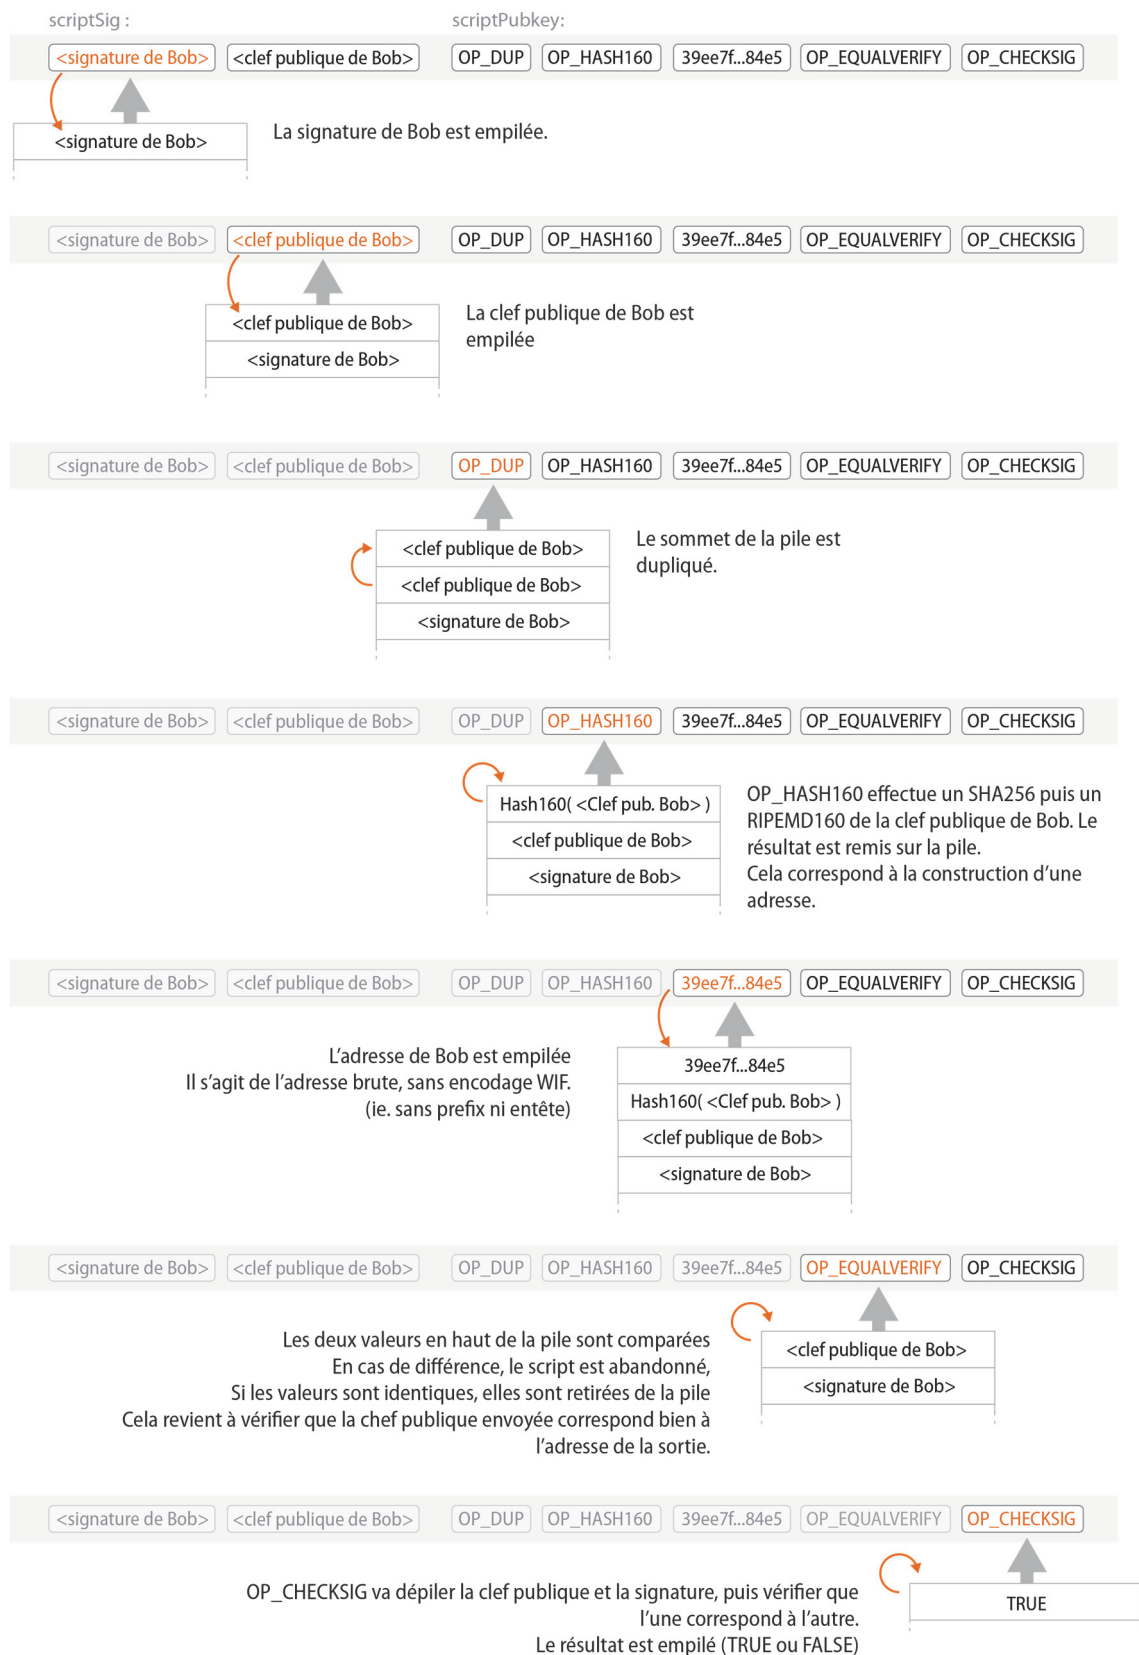 scriptSig : scriptPubkey:
<signature de Bob> <clef publique de Bob> OP_DUP OP_HASH160 39ee7f...84e5 OP_EQUALVERIFY OP_CHECKSIG
<signature de Bob>
La signature de Bob est empilée.
<signature de Bob> <clef publique de Bob> OP_DUP OP_HASH160 39ee7f...84e5 OP_EQUALVERIFY OP_CHECKSIG
<clef publique de Bob>
<signature de Bob>
La clef publique de Bob est
empilée
<signature de Bob> <clef publique de Bob> OP_DUP OP_HASH160 39ee7f...84e5 OP_EQUALVERIFY OP_CHECKSIG
<clef publique de Bob>
<clef publique de Bob>
<signature de Bob>
Le sommet de la pile est
dupliqué.
<signature de Bob> <clef publique de Bob> OP_DUP OP_HASH160 39ee7f...84e5 OP_EQUALVERIFY OP_CHECKSIG
Hash160( <Clef pub. Bob> )
<clef publique de Bob>
<signature de Bob>
OP_HASH160 effectue un SHA256 puis un
RIPEMD160 de la clef publique de Bob. Le
résultat est remis sur la pile.
Cela correspond à la construction d'une
adresse.
<signature de Bob> <clef publique de Bob> OP_DUP OP_HASH160 39ee7f...84e5 OP_EQUALVERIFY OP_CHECKSIG
L'adresse de Bob est empilée
Il s'agit de l'adresse brute, sans encodage WIF.
(ie. sans prefix ni entête)
39ee7f...84e5
Hash160( <Clef pub. Bob> )
<clef publique de Bob>
<signature de Bob>
<signature de Bob> <clef publique de Bob> OP_DUP OP_HASH160 39ee7f...84e5 OP_EQUALVERIFY OP_CHECKSIG
Les deux valeurs en haut de la pile sont comparées
En cas de différence, le script est abandonné,
Si les valeurs sont identiques, elles sont retirées de la pile
Cela revient à vérifier que la chef publique envoyée correspond bien à
l'adresse de la sortie.
<clef publique de Bob>
<signature de Bob>
<signature de Bob> <clef publique de Bob> OP_DUP OP_HASH160 39ee7f...84e5 OP_EQUALVERIFY OP_CHECKSIG
OP_CHECKSIG va dépiler la clef publique et la signature, puis vérifier que
l'une correspond à l'autre.
Le résultat est empilé (TRUE ou FALSE)
TRUE